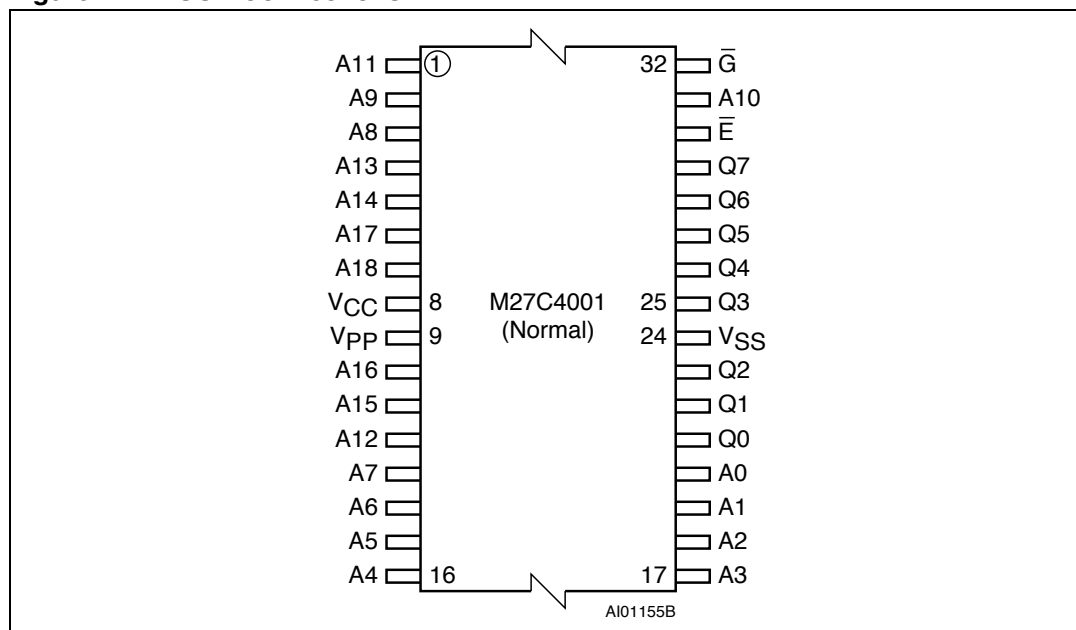 A11 1 32 G̅
A9 A10
A8 E̅
A13 Q7
A14 Q6
A17 Q5
A18 Q4
VCC 8 M27C4001 25 Q3
VPP 9 (Normal) 24 VSS
A16 Q2
A15 Q1
A12 Q0
A7 A0
A6 A1
A5 A2
A4 16 17 A3
AI01155B